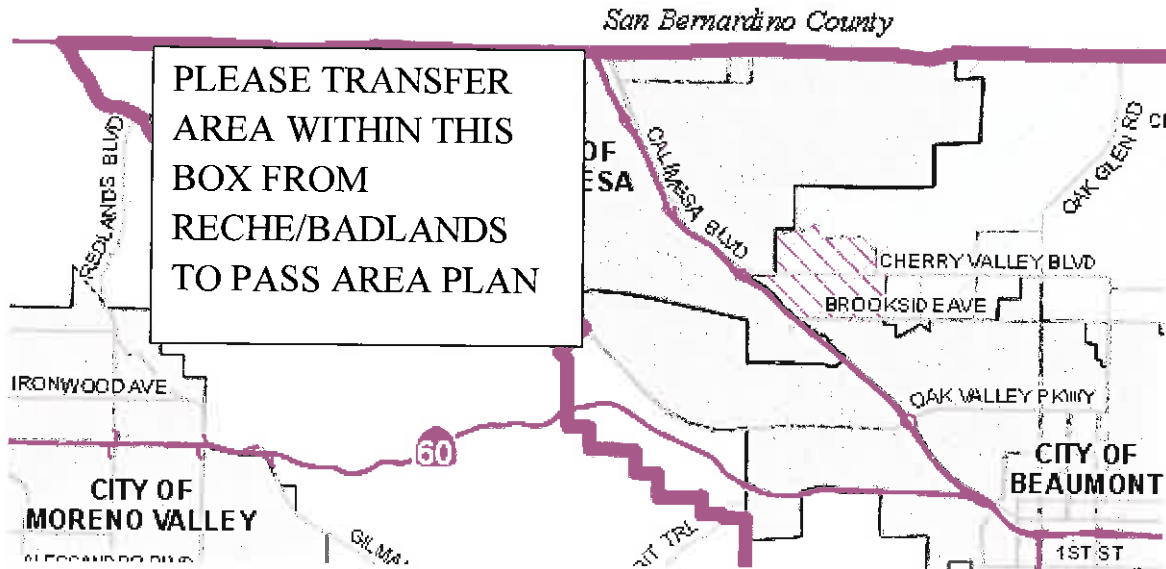 San Bernardino County
PLEASE TRANSFER
AREA WITHIN THIS
BOX FROM
RECHE/BADLANDS
TO PASS AREA PLAN
REDLANDS BLVD
OF
ESA
CALIMESA BLVD
OAK GLEN RD
CHERRY VALLEY BLVD
BROOKSIDE AVE
IRONWOOD AVE
OAK VALLEY PKWY
60
CITY OF
MORENO VALLEY
CITY OF
BEAUMONT
1ST ST